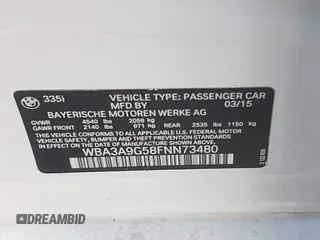 335i VEHICLE TYPE: PASSENGER CAR
MFD BY 03/15
BAYERISCHE MOTOREN WERKE AG
GVWR 4540 lbs 2059 kg
GAWR FRONT 2140 lbs 971 kg GAWR REAR 2535 lbs 1150 kg
THIS VEHICLE CONFORMS TO ALL APPLICABLE U.S. FEDERAL MOTOR
VEHICLE SAFETY, BUMPER, AND THEFT PREVENTION STANDARDS
IN EFFECT ON THE DATE OF MANUFACTURE SHOWN ABOVE.
WBA3A9G58FNN73480
DREAMBID